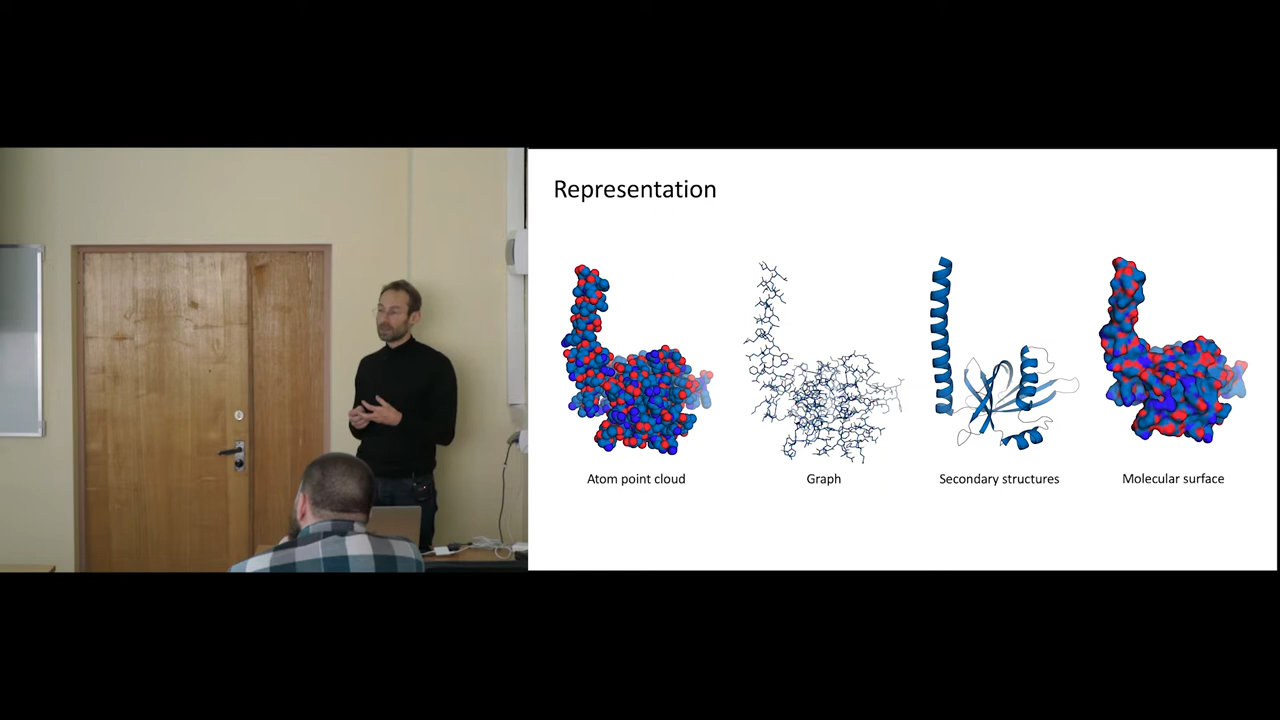 Representation
Atom point cloud
Graph
Secondary structures
Molecular surface